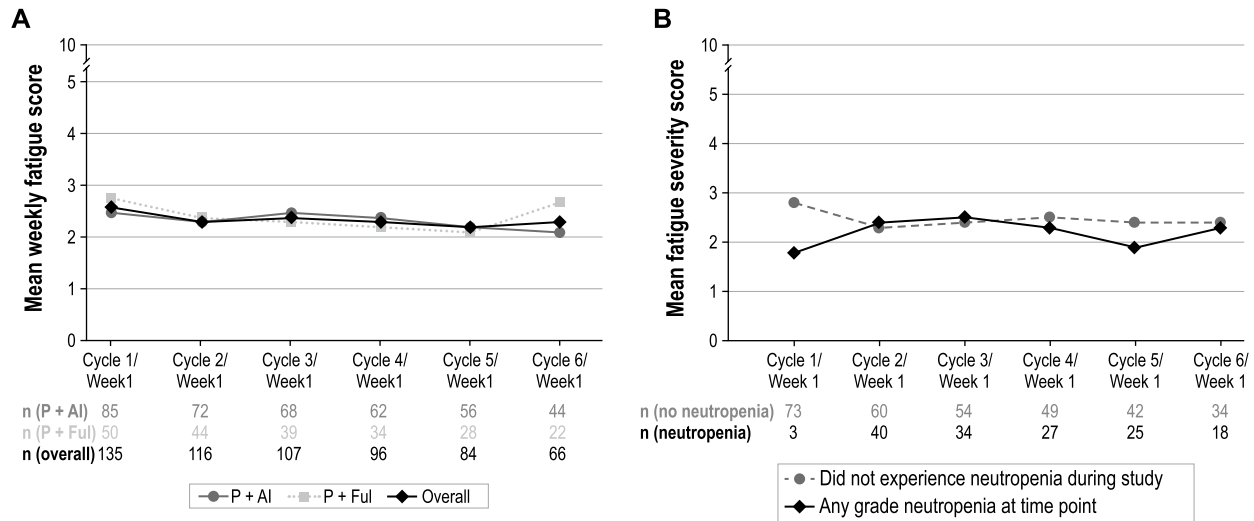 A
Mean weekly fatigue score
10
5
4
3
2
1
0
Cycle 1/ Cycle 2/ Cycle 3/ Cycle 4/ Cycle 5/ Cycle 6/
Week1 Week1 Week1 Week1 Week1 Week1
n (P + AI) 85 72 68 62 56 44
n (P + Ful) 50 44 39 34 28 22
n (overall) 135 116 107 96 84 66
P + AI P + Ful Overall
B
Mean fatigue severity score
10
5
4
3
2
1
0
Cycle 1/ Cycle 2/ Cycle 3/ Cycle 4/ Cycle 5/ Cycle 6/
Week 1 Week 1 Week 1 Week 1 Week 1 Week 1
n (no neutropenia) 73 60 54 49 42 34
n (neutropenia) 3 40 34 27 25 18
Did not experience neutropenia during study
Any grade neutropenia at time point